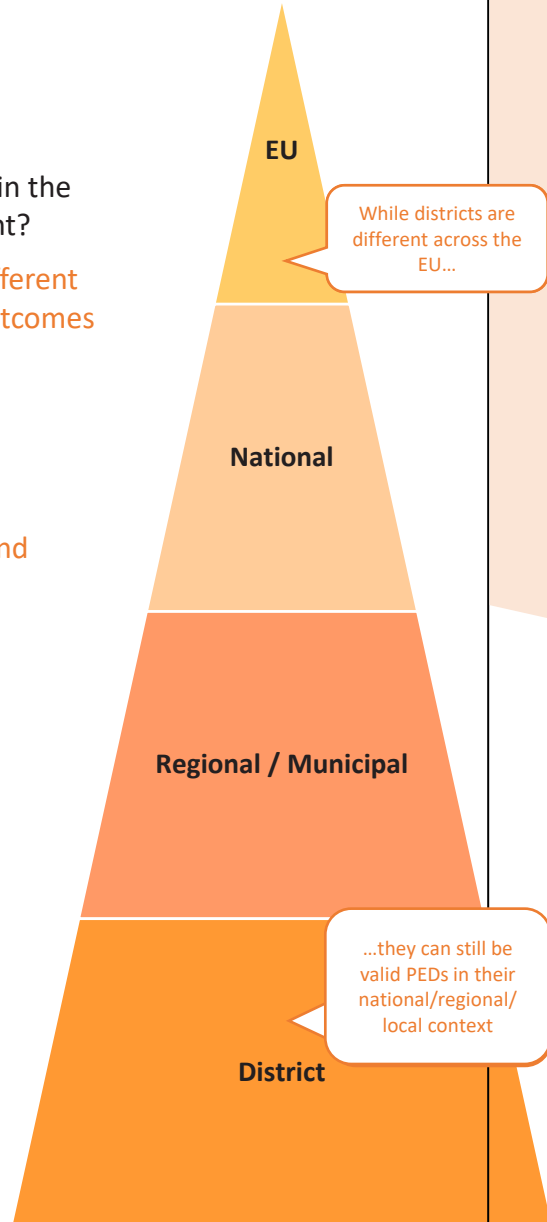 EU
in the
nt?
While districts are
different across the
EU...
ferent
tcomes
National
nd
Regional / Municipal
...they can still be
valid PEDs in their
national/regional/
local context
District